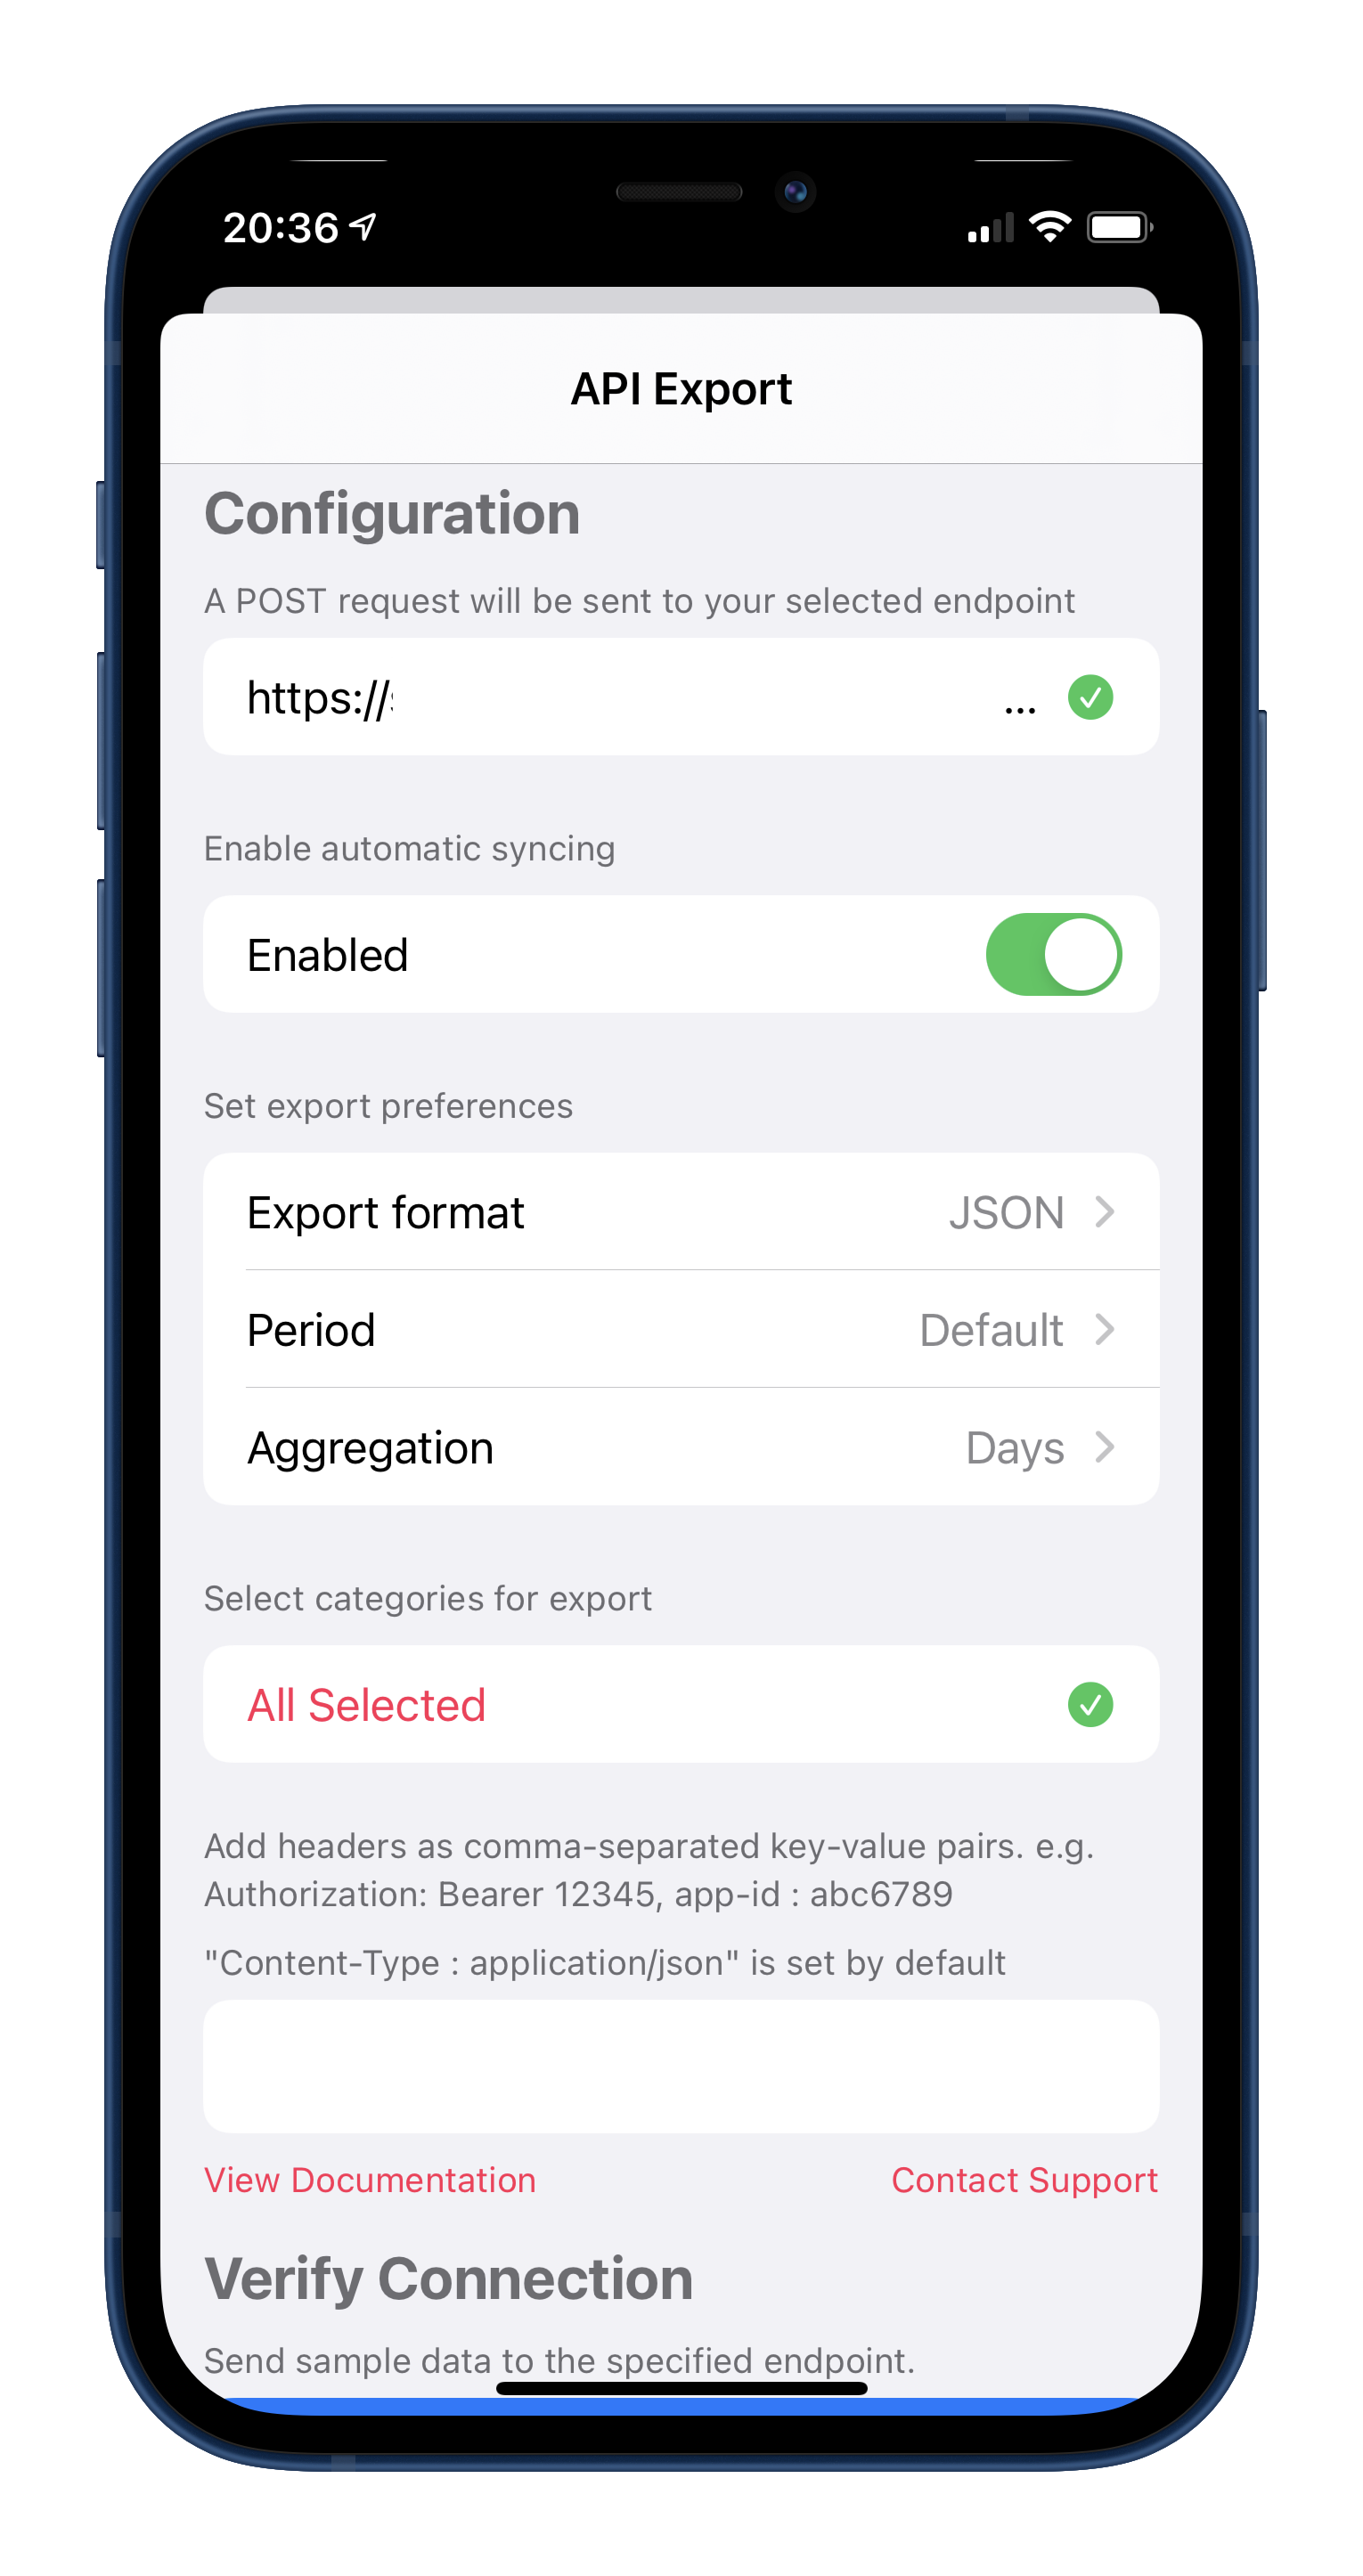 20:36
API Export
Configuration
A POST request will be sent to your selected endpoint
https:// ...
Enable automatic syncing
Enabled
Set export preferences
Export format JSON
Period Default
Aggregation Days
Select categories for export
All Selected
Add headers as comma-separated key-value pairs. e.g.
Authorization: Bearer 12345, app-id : abc6789
"Content-Type : application/json" is set by default
View Documentation Contact Support
Verify Connection
Send sample data to the specified endpoint.